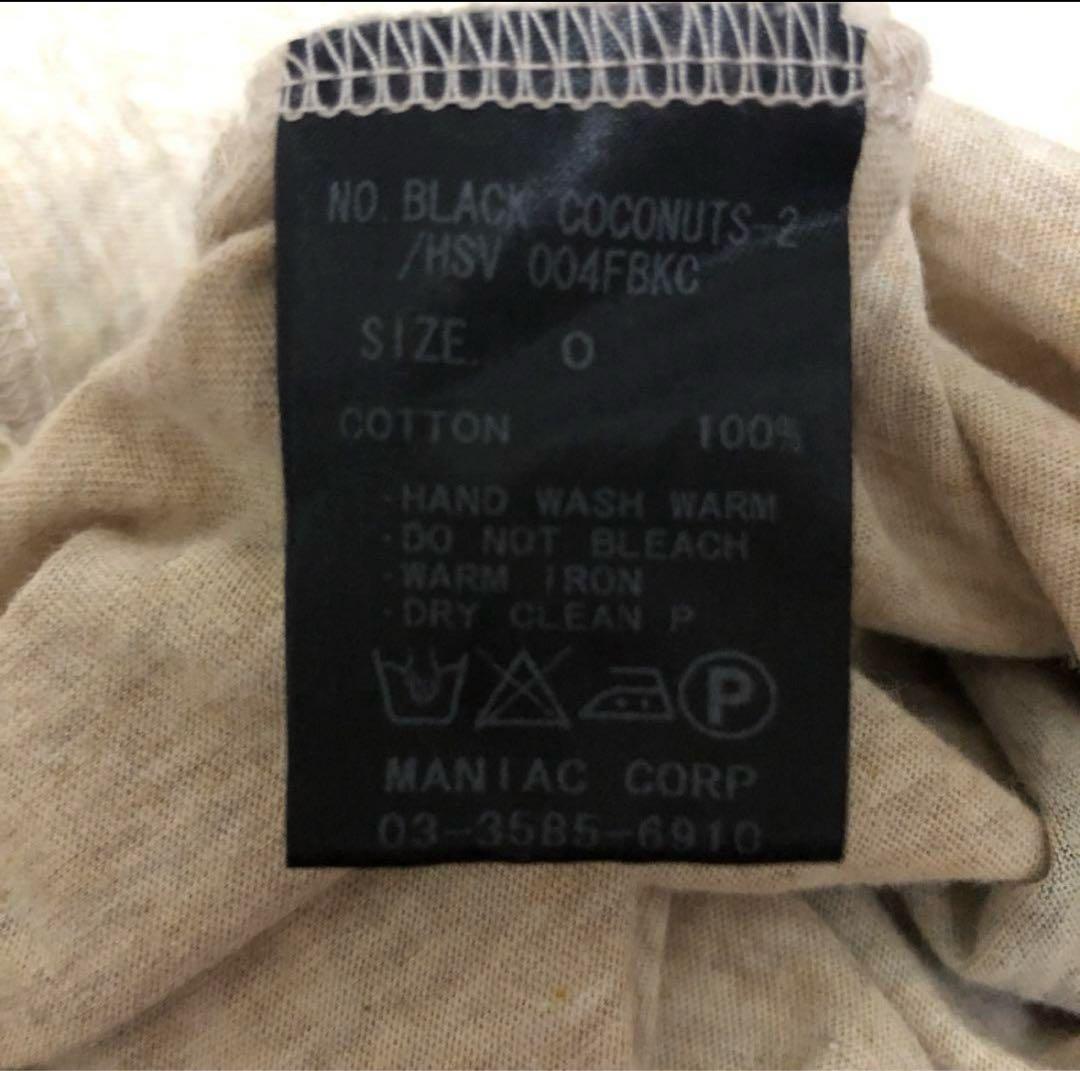 NO. BLACK COCONUTS-2
/HSV 004FBKC
SIZE. 0
COTTON 100%
·HAND WASH WARM
·DO NOT BLEACH
·WARM IRON
·DRY CLEAN P
P
MANIAC CORP
03-3585-6910